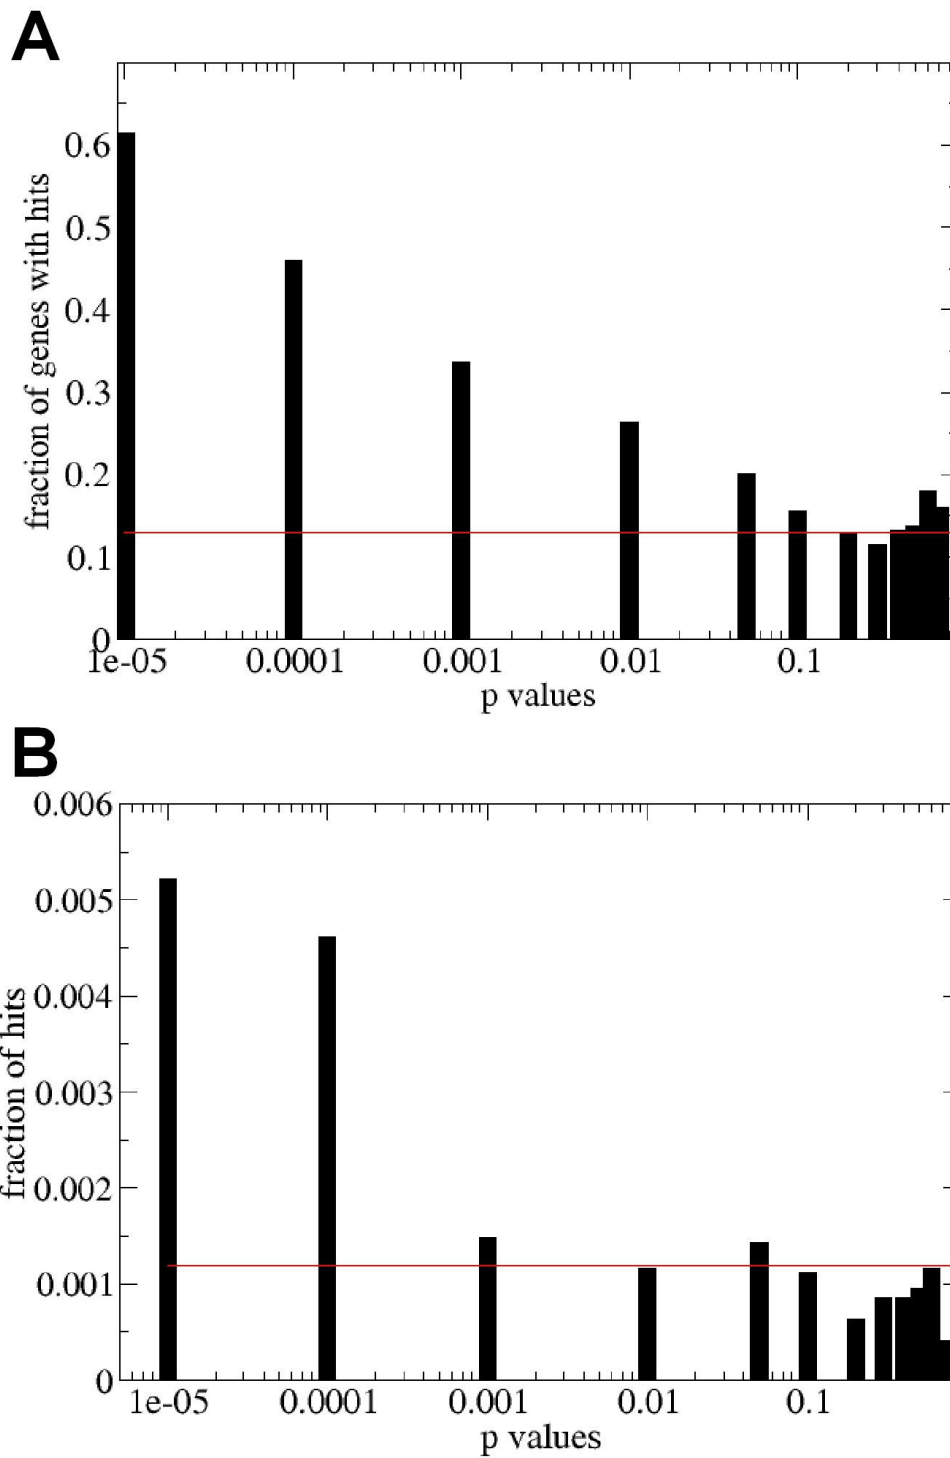 A
fraction of genes with hits
0.6
0.5
0.4
0.3
0.2
0.1
0
1e-05 0.0001 0.001 0.01 0.1
p values
B
fraction of hits
0.006
0.005
0.004
0.003
0.002
0.001
0
1e-05 0.0001 0.001 0.01 0.1
p values